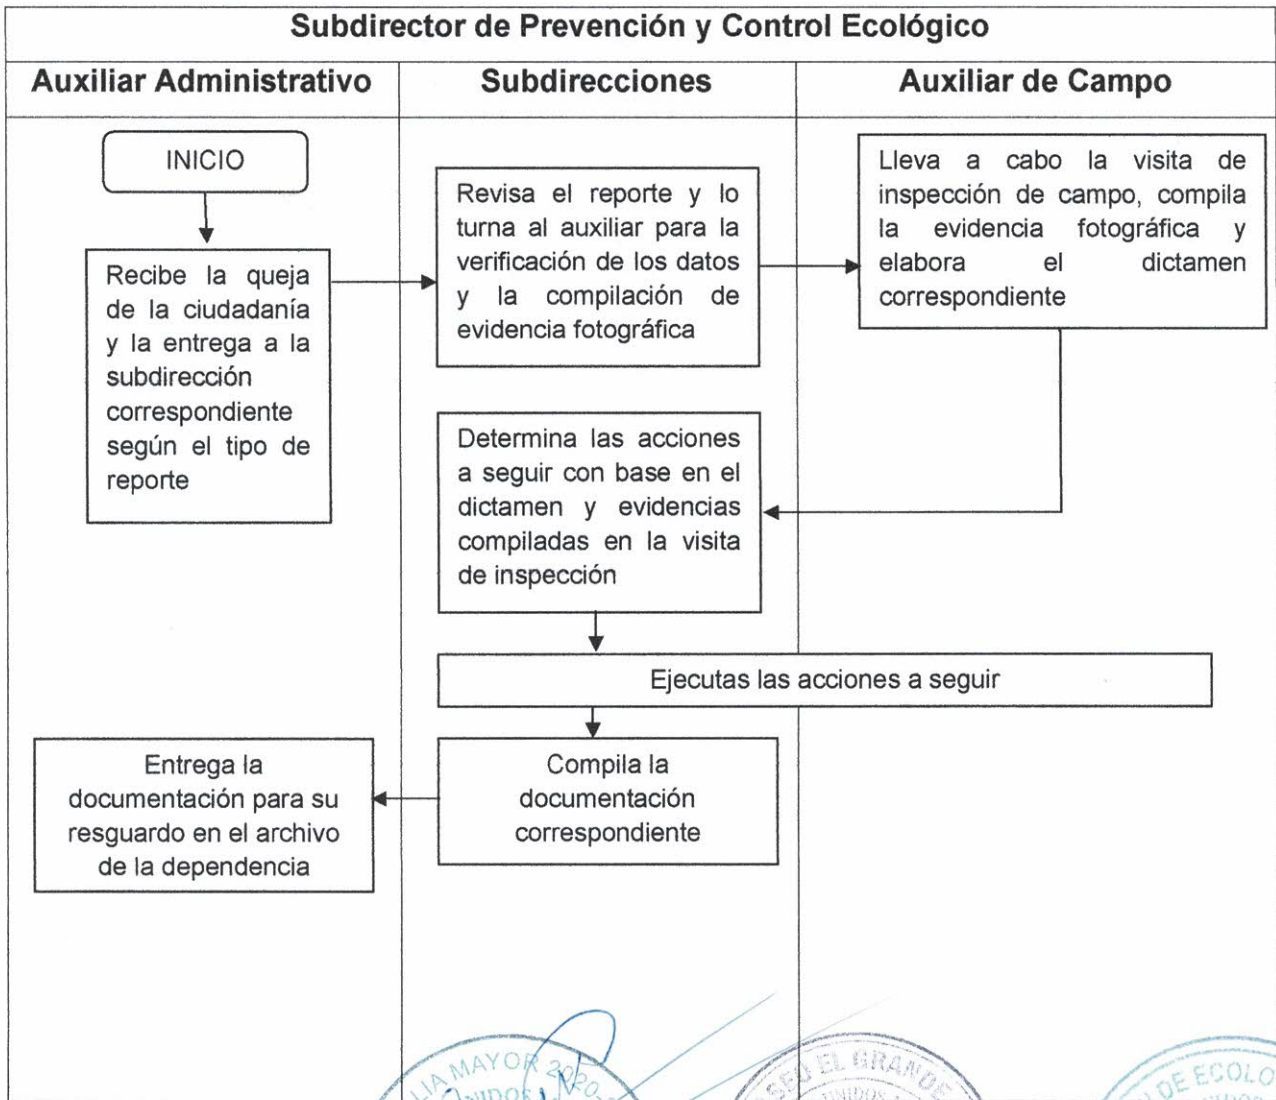 Subdirector de Prevención y Control Ecológico
Auxiliar Administrativo
Subdirecciones
Auxiliar de Campo
INICIO
Recibe la queja
de la ciudadanía
y la entrega a la
subdirección
correspondiente
según el tipo de
reporte
Revisa el reporte y lo
turna al auxiliar para la
verificación de los datos
y la compilación de
evidencia fotográfica
Lleva a cabo la visita de
inspección de campo, compila
la evidencia fotográfica y
elabora el dictamen
correspondiente
Determina las acciones
a seguir con base en el
dictamen y evidencias
compiladas en la visita
de inspección
Ejecutas las acciones a seguir
Compila la
documentación
correspondiente
Entrega la
documentación para su
resguardo en el archivo
de la dependencia
MAYOR 2020
EL GRANDE
UNIDOS
DE ECOLO